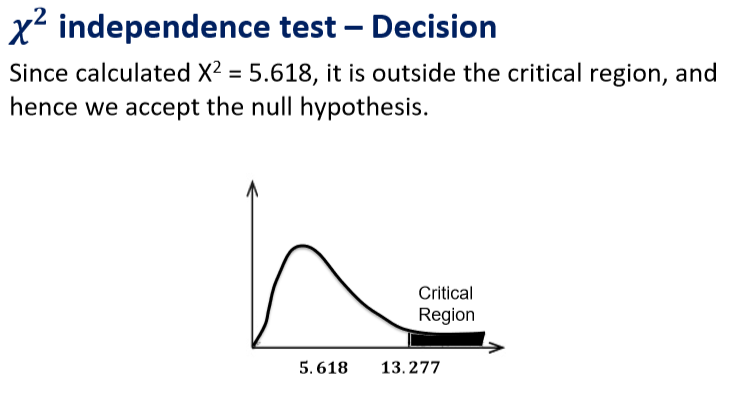 χ² independence test – Decision
Since calculated X² = 5.618, it is outside the critical region, and
hence we accept the null hypothesis.
Critical
Region
5.618 13.277